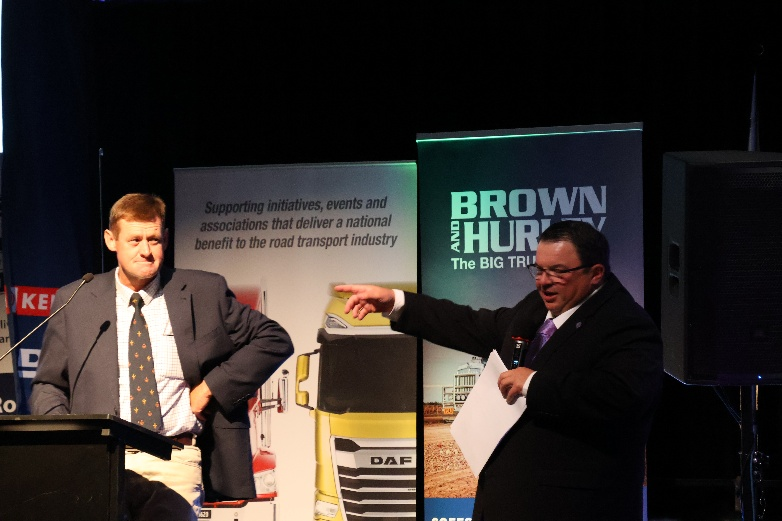 Supporting initiatives, events and
associations that deliver a national
benefit to the road transport industry
BROWN
AND HURLEY
The BIG
DAF